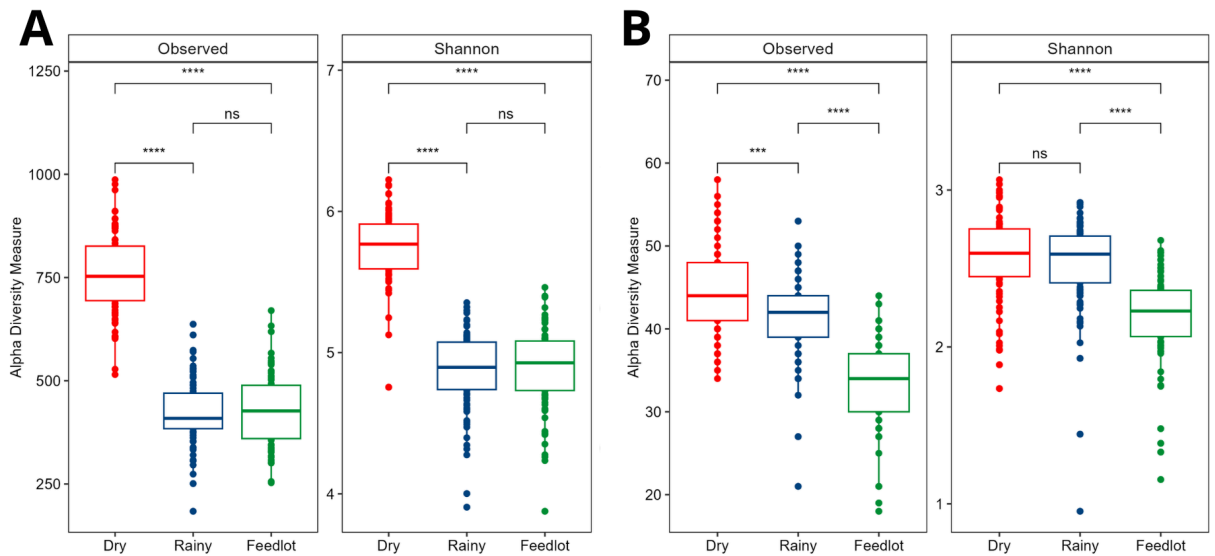 A
B
Observed
Shannon
Observed
Shannon
Alpha Diversity Measure
1250
1000
750
500
250
****
ns
****
Dry
Rainy
Feedlot
7
6
5
4
****
ns
****
Dry
Rainy
Feedlot
Alpha Diversity Measure
70
60
50
40
30
20
****
****
***
Dry
Rainy
Feedlot
3
2
1
****
****
ns
Dry
Rainy
Feedlot